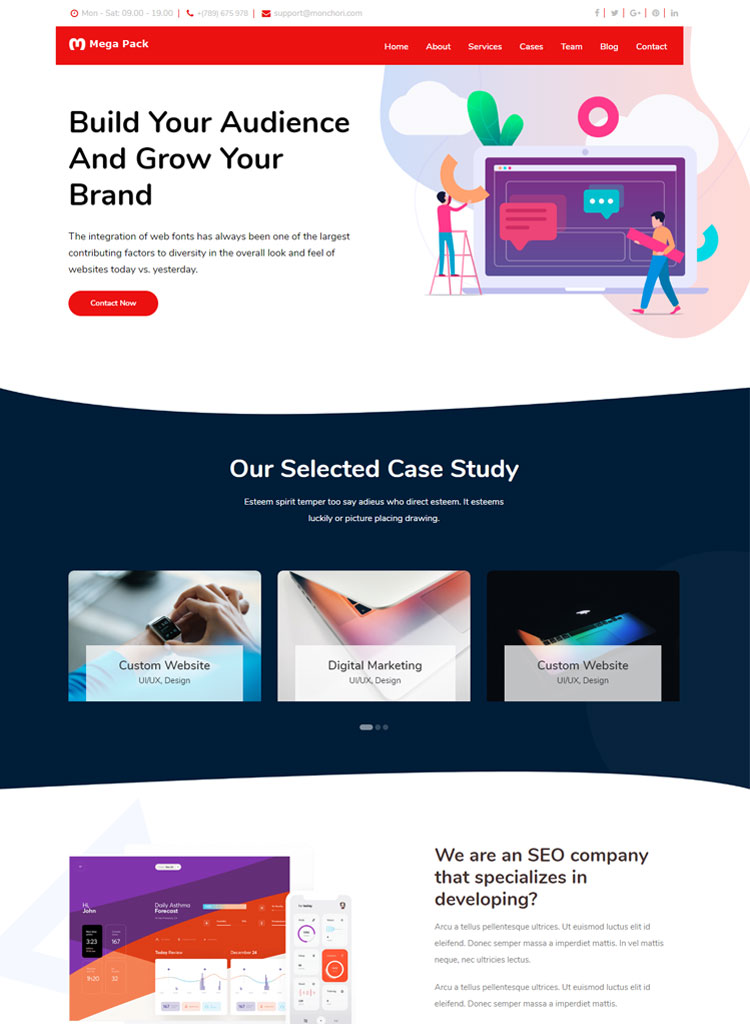 Mon - Sat: 09.00 - 19.00
+(789) 675 978
support@monchon.com
Mega Pack
Home
About
Services
Cases
Team
Blog
Contact
Build Your Audience
And Grow Your
Brand
The integration of web fonts has always been one of the largest
contributing factors to diversity in the overall look and feel of
websites today vs. yesterday.
Contact Now
Our Selected Case Study
Esteem spirit temper too say adieus who direct esteem. It esteems
luckily or picture placing drawing.
Custom Website
UI/UX, Design
Digital Marketing
UI/UX, Design
Custom Website
UI/UX, Design
Hi,
John
Daily Asthma
Forecast
3:23
167
1h20
32
Today Review
December 24
We are an SEO company
that specializes in
developing?
Arcu a tellus pellentesque ultrices. Ut euismod luctus elit id
eleifend. Donec semper massa a imperdiet mattis. In vel mattis
neque, nec ultricies lectus.
Arcu a tellus pellentesque ultrices. Ut euismod luctus elit id
eleifend. Donec semper massa a imperdiet mattis.